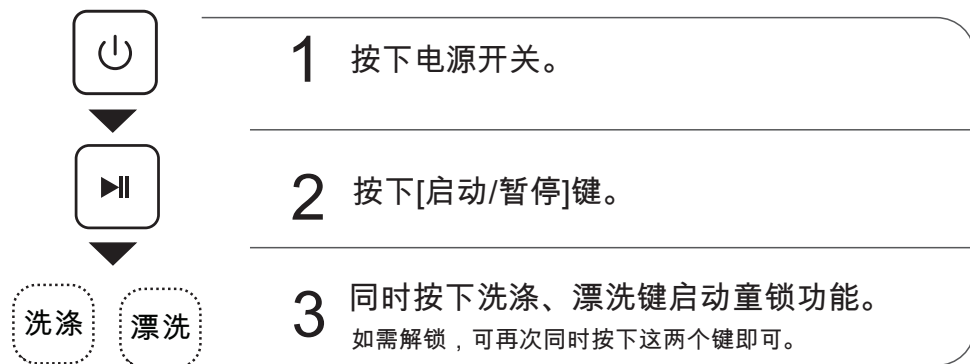 1 按下电源开关。
2 按下[启动/暂停]键。
洗涤 漂洗
3 同时按下洗涤、漂洗键启动童锁功能。
如需解锁，可再次同时按下这两个键即可。